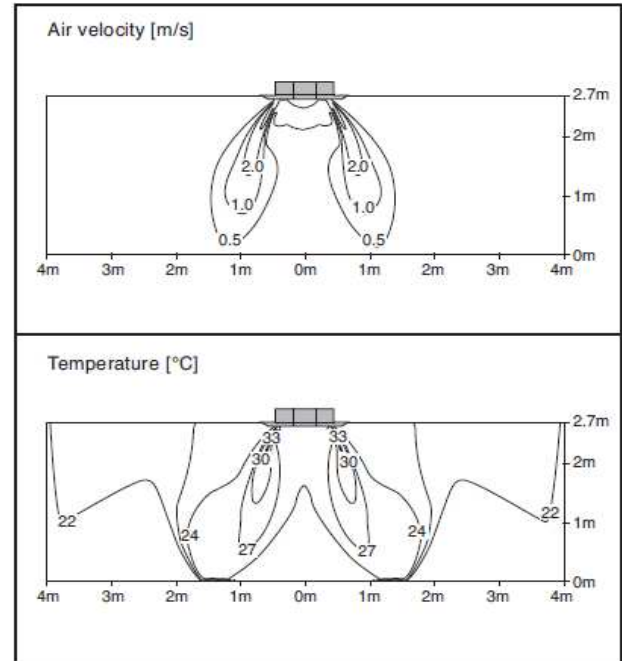 Air velocity [m/s]
2.7m
2m
2.0 2.0
1m
1.0 1.0
0.5 0.5
0m
4m 3m 2m 1m 0m 1m 2m 3m 4m
Temperature [°C]
2.7m
33 33
2m
30 30
22 22
1m
24 24
27 27
0m
4m 3m 2m 1m 0m 1m 2m 3m 4m